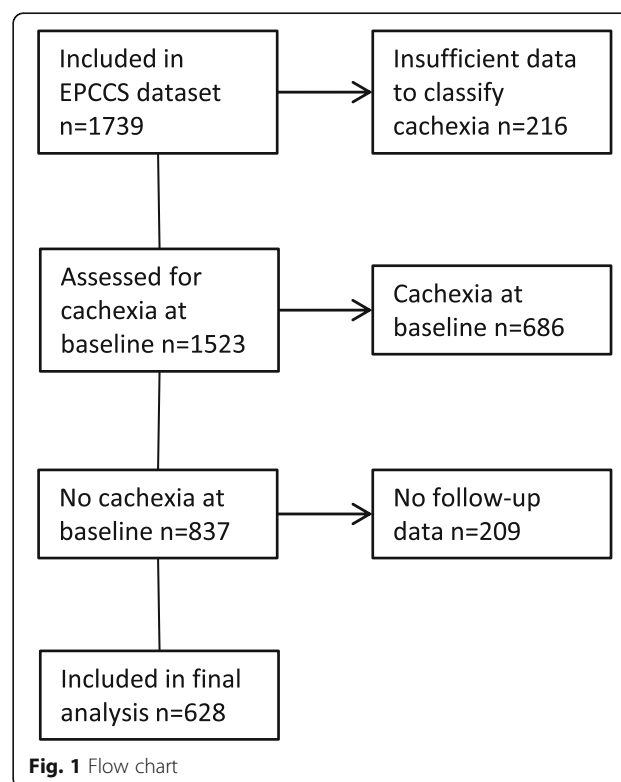 Included in
EPCCS dataset
n=1739
Insufficient data
to classify
cachexia n=216
Assessed for
cachexia at
baseline n=1523
Cachexia at
baseline n=686
No cachexia at
baseline n=837
No follow-up
data n=209
Included in final
analysis n=628
Fig. 1 Flow chart